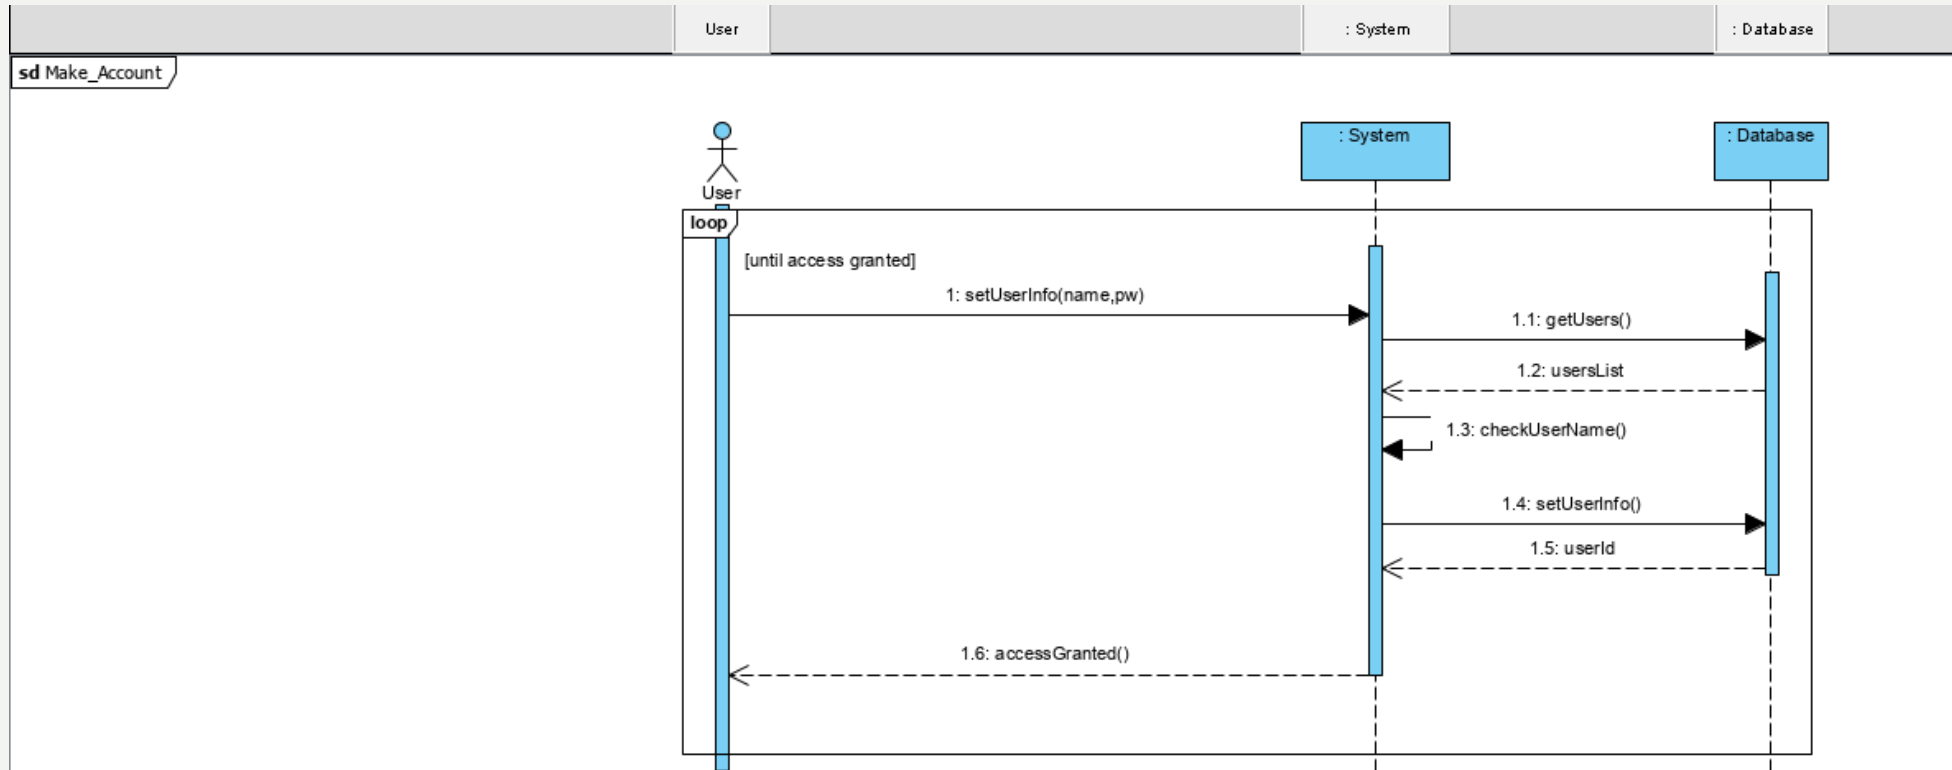 User
: System
: Database
sd Make_Account
: System
: Database
User
loop
[until access granted]
1: setUserInfo(name,pw)
1.1: getUsers()
1.2: usersList
1.3: checkUserName()
1.4: setUserInfo()
1.5: userId
1.6: accessGranted()